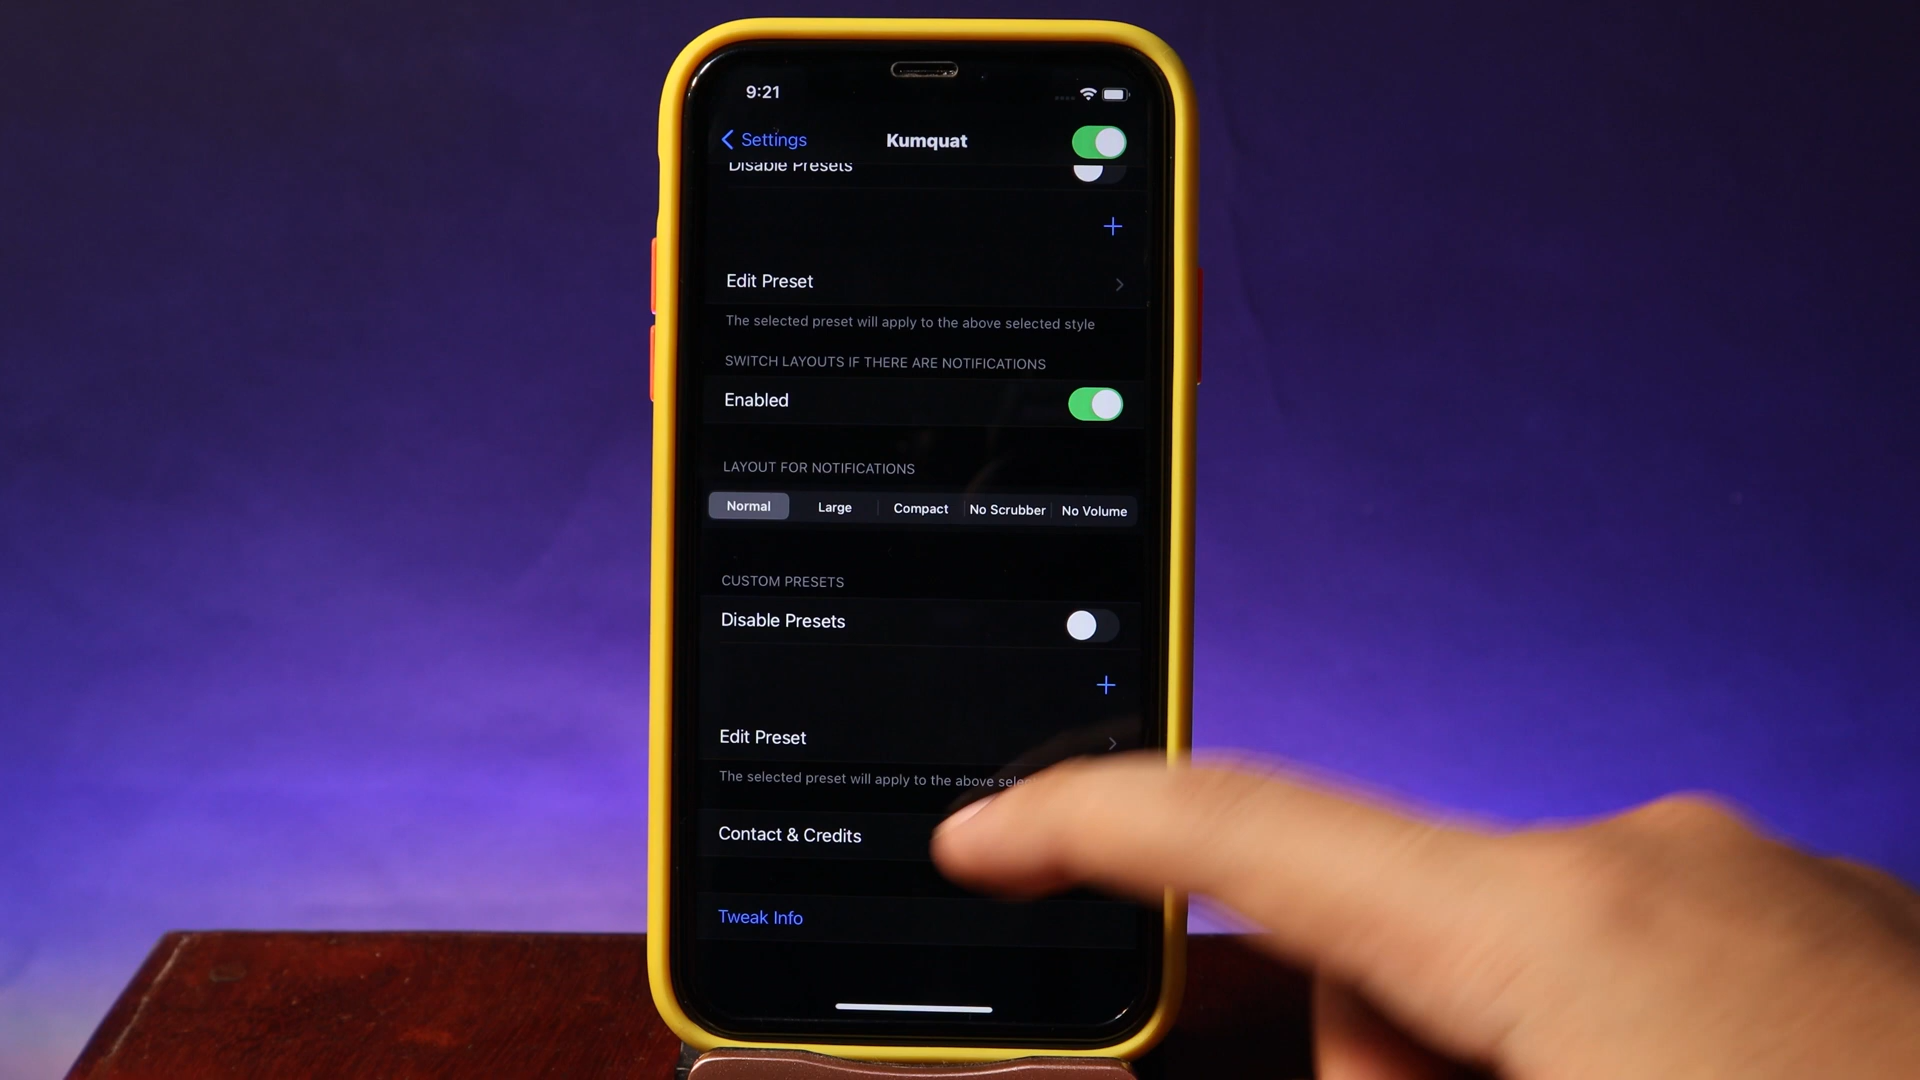 9:21
Settings
Kumquat
Disable Presets
Edit Preset
The selected preset will apply to the above selected style
SWITCH LAYOUTS IF THERE ARE NOTIFICATIONS
Enabled
LAYOUT FOR NOTIFICATIONS
Normal Large Compact No Scrubber No Volume
CUSTOM PRESETS
Disable Presets
Edit Preset
The selected preset will apply to the above
Contact & Credits
Tweak Info